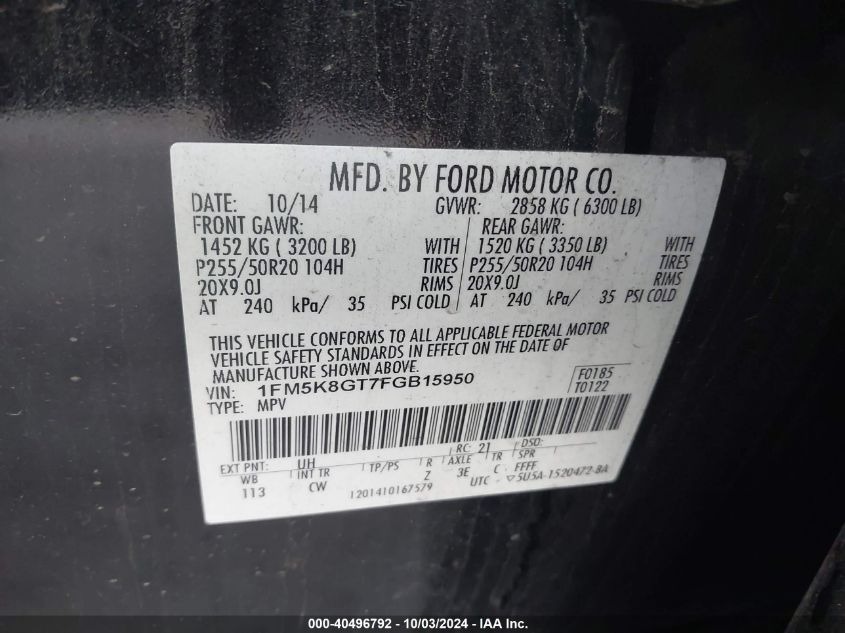 MFD. BY FORD MOTOR CO.
DATE: 10/14 GVWR: 2858 KG ( 6300 LB)
FRONT GAWR: REAR GAWR:
1452 KG ( 3200 LB) WITH 1520 KG ( 3350 LB) WITH
P255/50R20 104H TIRES P255/50R20 104H TIRES
20X9.0J RIMS 20X9.0J RIMS
AT 240 kPa/ 35 PSI COLD AT 240 kPa/ 35 PSI COLD
THIS VEHICLE CONFORMS TO ALL APPLICABLE FEDERAL MOTOR
VEHICLE SAFETY STANDARDS IN EFFECT ON THE DATE OF
MANUFACTURE SHOWN ABOVE.
VIN: 1FM5K8GT7FGB15950 F0185
TYPE: MPV T0122
EXT PNT: UH RC: 21 DSO:
WB INT TR TP/PS R AXLE TR SPR
113 CW Z 3E C FFFF
1201410167579 UTC ▽5U5A-1520472-BA
000-40496792 - 10/03/2024 - IAA Inc.